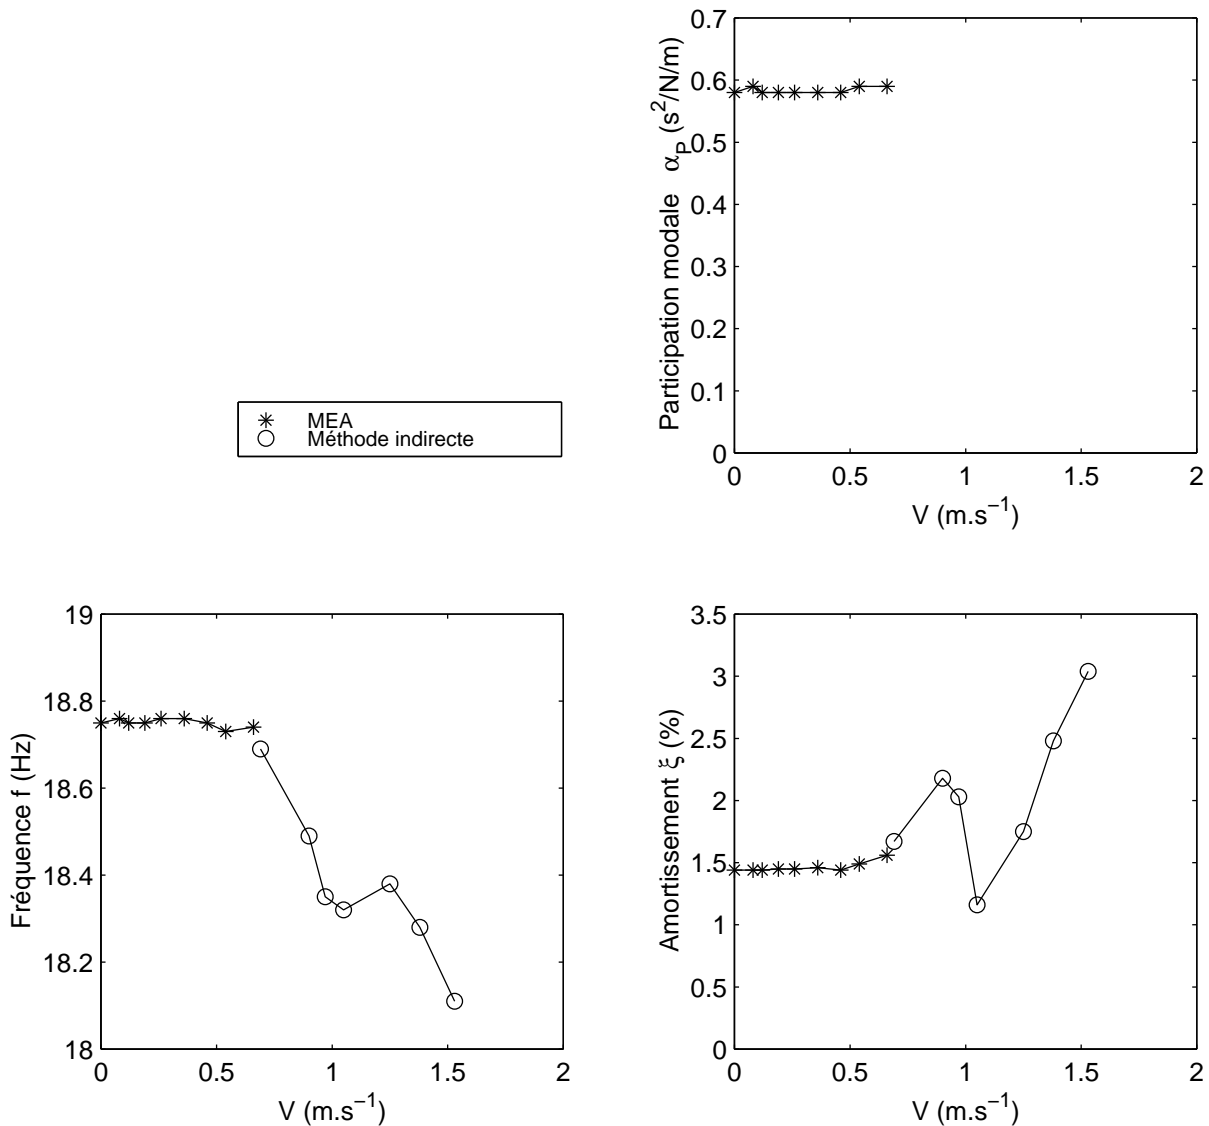 0.7
0.6
0.5
0.4
0.3
0.2
0.1
0
Participation modale α_P (s²/N/m)
0 0.5 1 1.5 2
V (m.s⁻¹)
MEA
Méthode indirecte
19
18.8
18.6
18.4
18.2
18
Fréquence f (Hz)
0 0.5 1 1.5 2
V (m.s⁻¹)
3.5
3
2.5
2
1.5
1
0.5
0
Amortissement ξ (%)
0 0.5 1 1.5 2
V (m.s⁻¹)